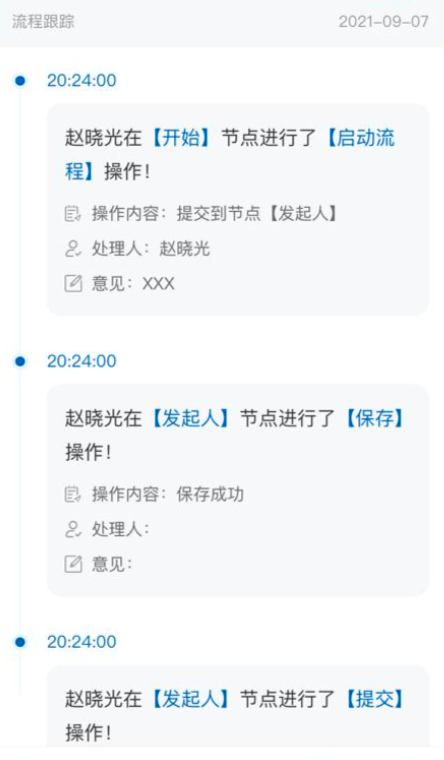 流程跟踪 2021-09-07
20:24:00
赵晓光在【开始】节点进行了【启动流
程】操作！
操作内容：提交到节点【发起人】
处理人：赵晓光
意见：XXX
20:24:00
赵晓光在【发起人】节点进行了【保存】
操作！
操作内容：保存成功
处理人：
意见：
20:24:00
赵晓光在【发起人】节点进行了【提交】
操作！